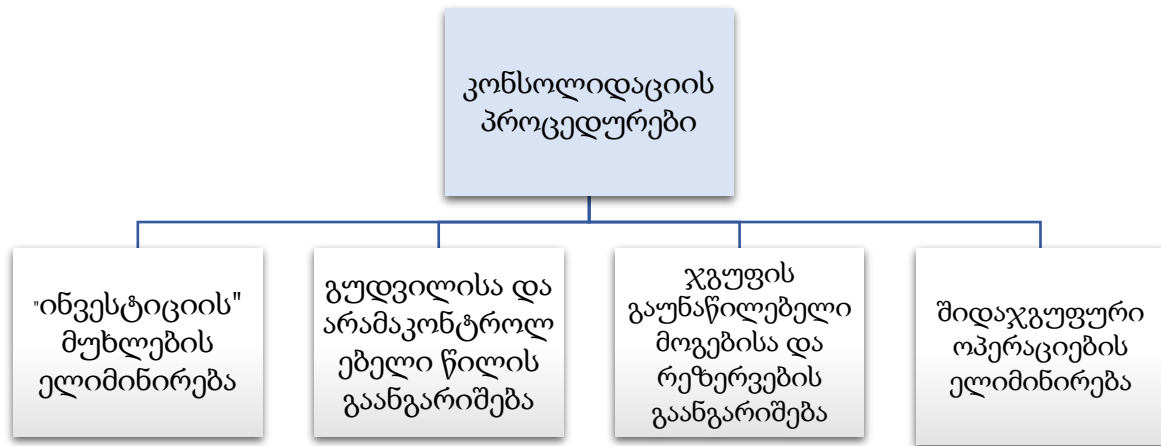 კონსოლიდაციის
პროცედურები
"ინვესტიციის"
მუხლების
ელიმინირება
გუდვილისა და
არამაკონტროლ
ებელი წილის
გაანგარიშება
ჯგუფის
გაუნაწილებელი
მოგებისა და
რეზერვების
გაანგარიშება
შიდაჯგუფური
ოპერაციების
ელიმინირება